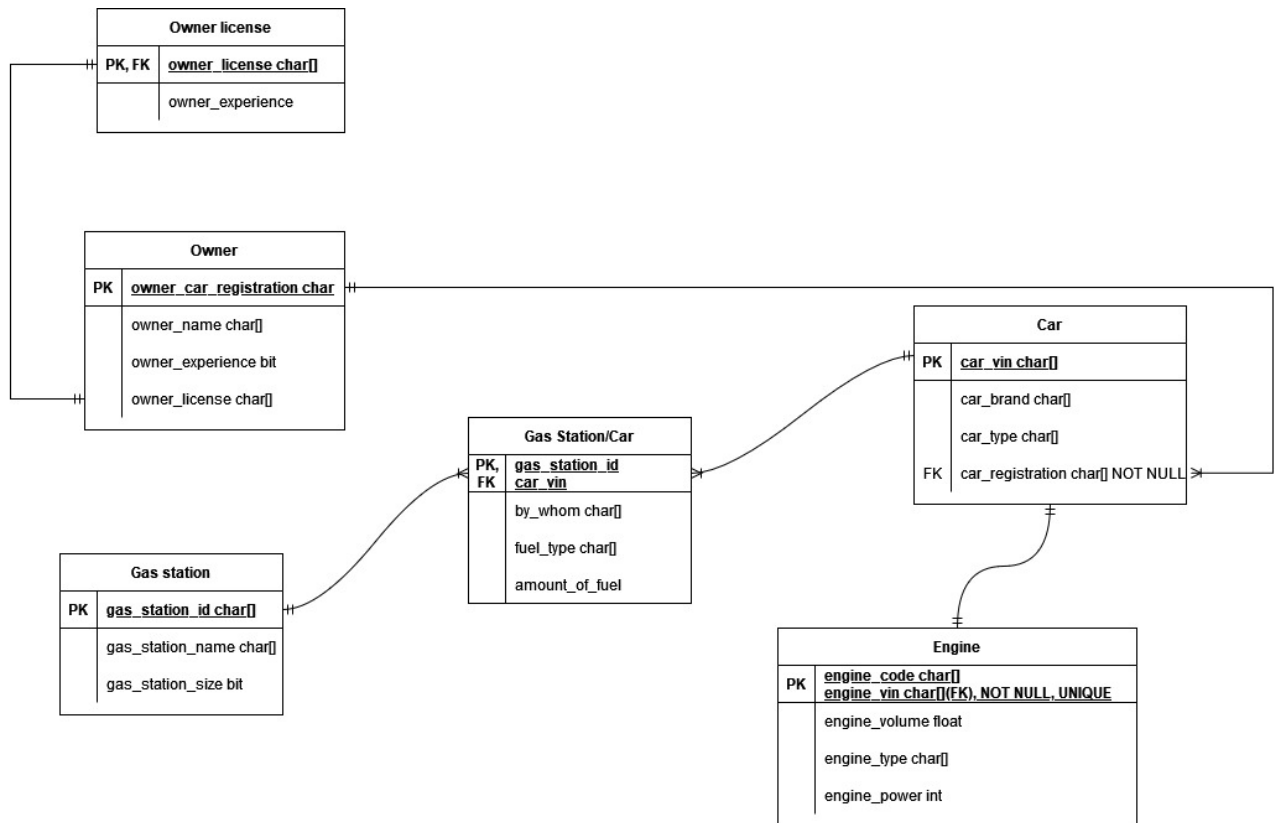 Owner license
PK, FK owner_license char[]
owner_experience
Owner
PK owner_car_registration char
owner_name char[]
owner_experience bit
owner_license char[]
Car
PK car_vin char[]
car_brand char[]
car_type char[]
FK car_registration char[] NOT NULL
Gas Station/Car
PK, gas_station_id
FK car_vin
by_whom char[]
fuel_type char[]
amount_of_fuel
Gas station
PK gas_station_id char[]
gas_station_name char[]
gas_station_size bit
Engine
PK engine_code char[]
engine_vin char[](FK), NOT NULL, UNIQUE
engine_volume float
engine_type char[]
engine_power int